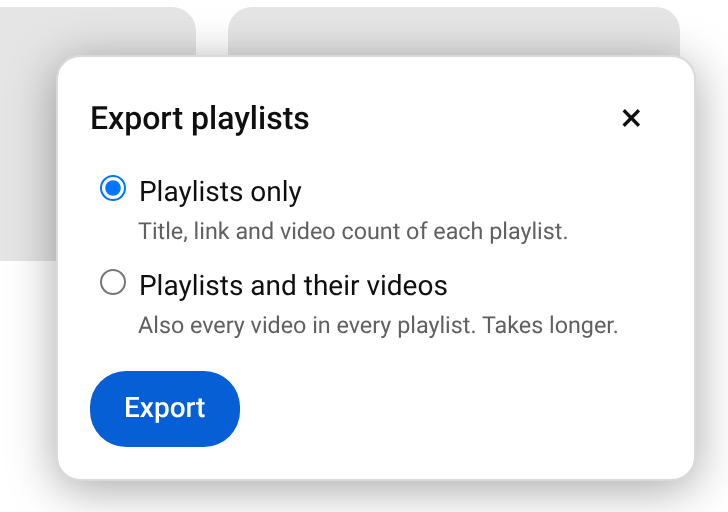 Export playlists
Playlists only
Title, link and video count of each playlist.
Playlists and their videos
Also every video in every playlist. Takes longer.
Export